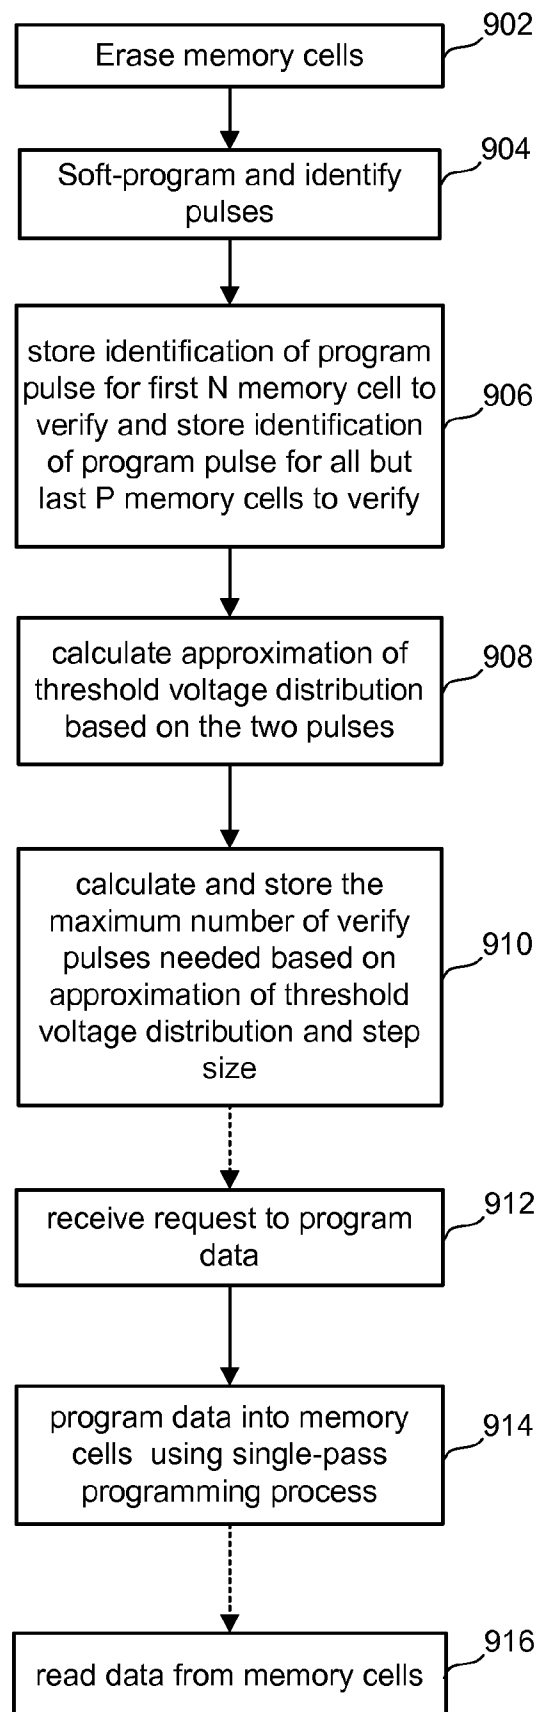 902
Erase memory cells
904
Soft-program and identify
pulses
store identification of program
pulse for first N memory cell to
verify and store identification
of program pulse for all but
last P memory cells to verify
906
calculate approximation of
threshold voltage distribution
based on the two pulses
908
calculate and store the
maximum number of verify
pulses needed based on
approximation of threshold
voltage distribution and step
size
910
receive request to program
data
912
program data into memory
cells using single-pass
programming process
914
916
read data from memory cells